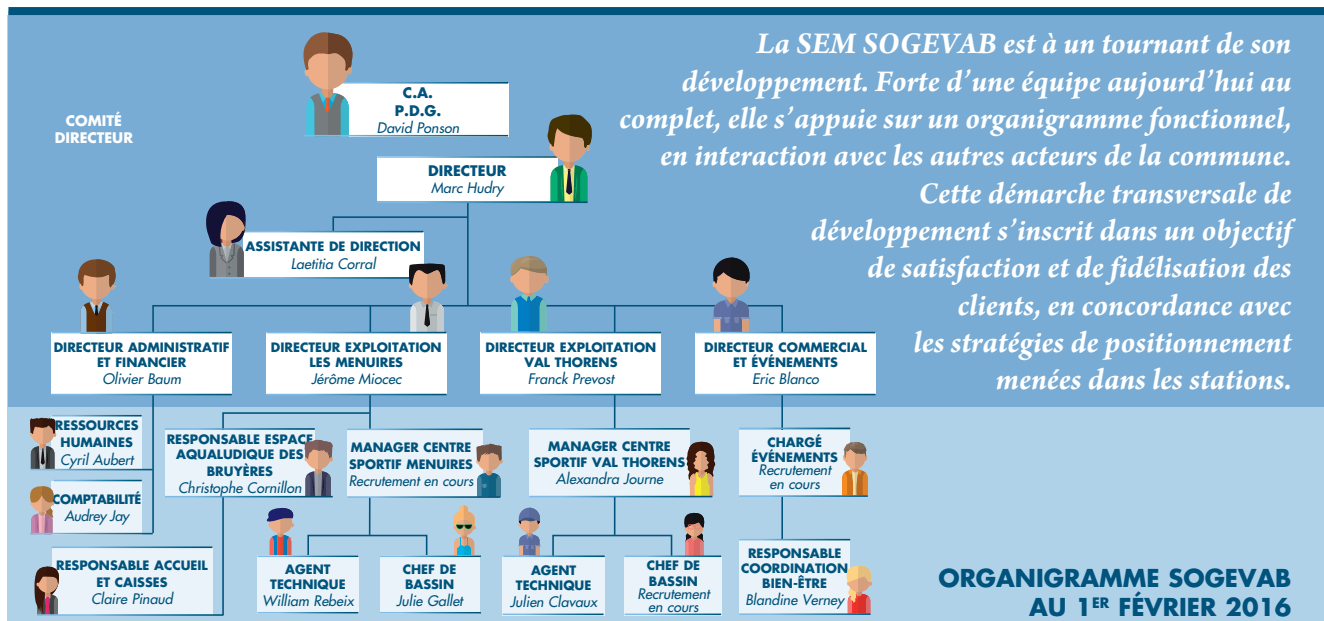 La SEM SOGEVAB est à un tournant de son
développement. Forte d'une équipe aujourd'hui au
complet, elle s'appuie sur un organigramme fonctionnel,
en interaction avec les autres acteurs de la commune.
Cette démarche transversale de
développement s'inscrit dans un objectif
de satisfaction et de fidélisation des
clients, en concordance avec
les stratégies de positionnement
menées dans les stations.
COMITÉ
DIRECTEUR
C.A.
P.D.G.
David Ponson
DIRECTEUR
Marc Hudry
ASSISTANTE DE DIRECTION
Laetitia Corral
DIRECTEUR ADMINISTRATIF
ET FINANCIER
Olivier Baum
DIRECTEUR EXPLOITATION
LES MENUIRES
Jérôme Miocec
DIRECTEUR EXPLOITATION
VAL THORENS
Franck Prevost
DIRECTEUR COMMERCIAL
ET ÉVÉNEMENTS
Eric Blanco
RESSOURCES
HUMAINES
Cyril Aubert
COMPTABILITÉ
Audrey Jay
RESPONSABLE ESPACE
AQUALUDIQUE DES
BRUYÈRES
Christophe Cornillon
MANAGER CENTRE
SPORTIF MENUIRES
Recrutement en cours
MANAGER CENTRE
SPORTIF VAL THORENS
Alexandra Journe
CHARGÉ
ÉVÉNEMENTS
Recrutement
en cours
RESPONSABLE ACCUEIL
ET CAISSES
Claire Pinaud
AGENT
TECHNIQUE
William Rebeix
CHEF DE
BASSIN
Julie Gallet
AGENT
TECHNIQUE
Julien Clavaux
CHEF DE
BASSIN
Recrutement
en cours
RESPONSABLE
COORDINATION
BIEN-ÊTRE
Blandine Verney
ORGANIGRAMME SOGEVAB
AU 1ER FÉVRIER 2016